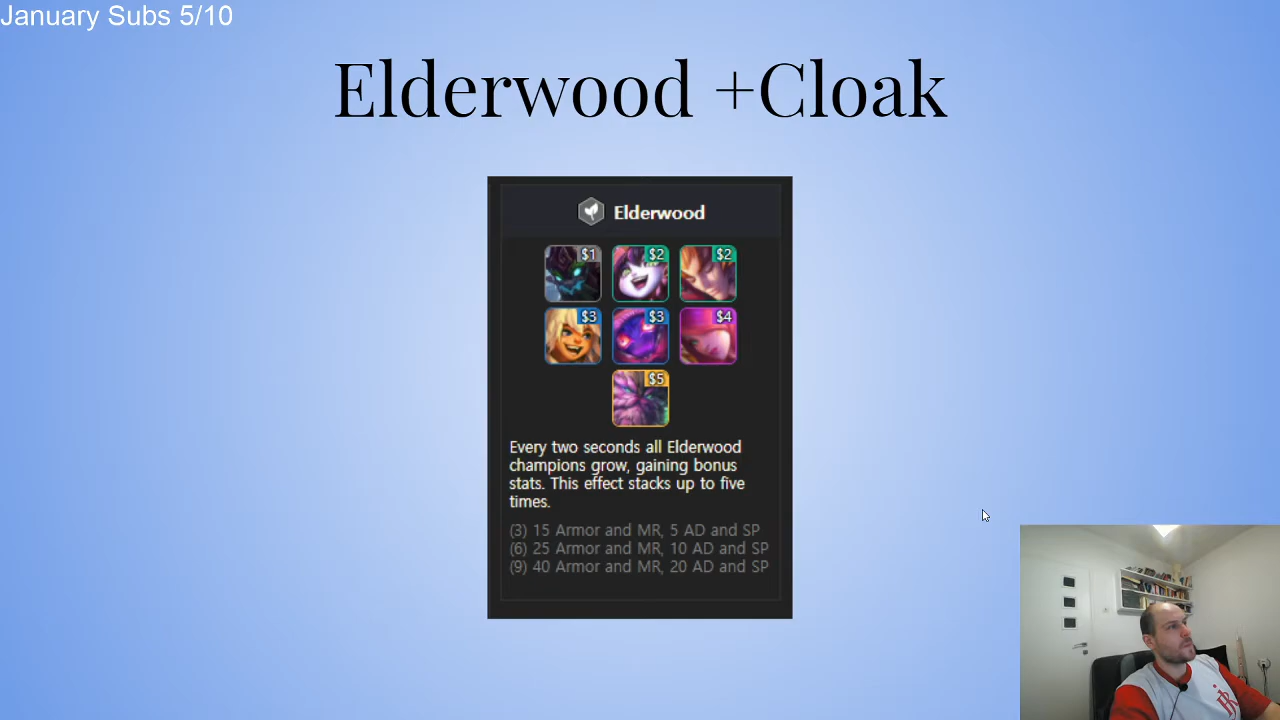 January Subs 5/10
Elderwood +Cloak
Elderwood
$1 $2 $2
$3 $3 $4
$5
Every two seconds all Elderwood
champions grow, gaining bonus
stats. This effect stacks up to five
times.
(3) 15 Armor and MR, 5 AD and SP
(6) 25 Armor and MR, 10 AD and SP
(9) 40 Armor and MR, 20 AD and SP